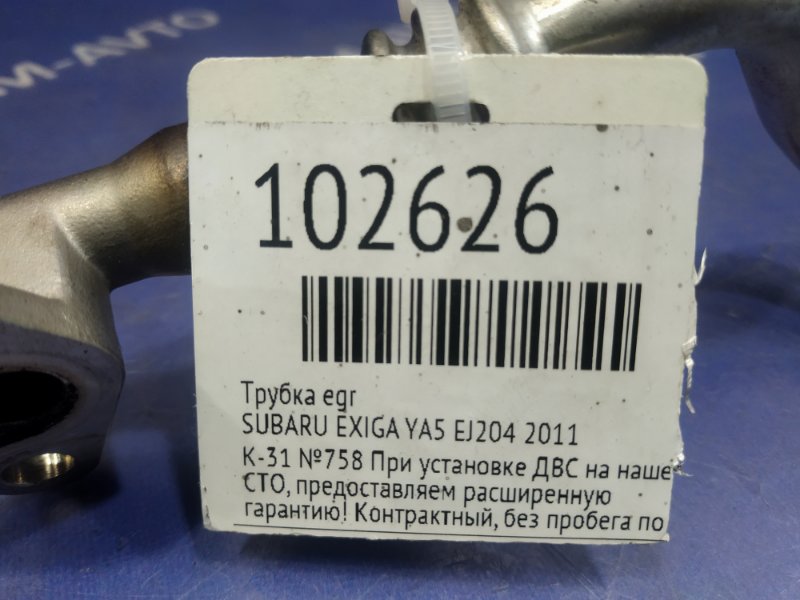 M-AVTO
102626
Трубка egr
SUBARU EXIGA YA5 EJ204 2011
К-31 №758 При установке ДВС на наше
СТО, предоставляем расширенную
гарантию! Контрактный, без пробега по